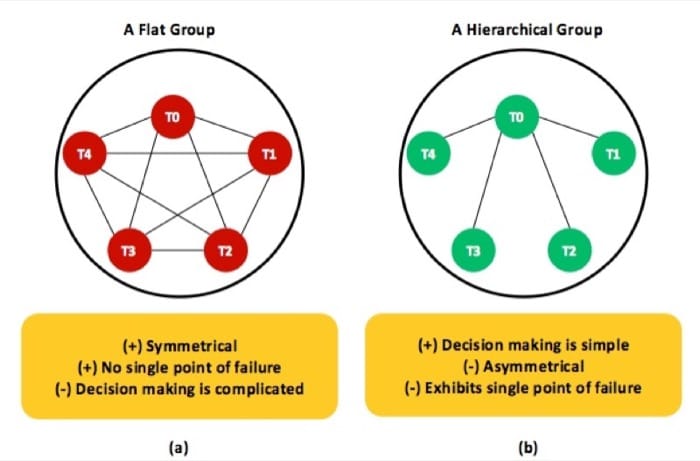 A Flat Group
T0
T4
T1
T3
T2
(+) Symmetrical
(+) No single point of failure
(-) Decision making is complicated
(a)
A Hierarchical Group
T0
T4
T1
T3
T2
(+) Decision making is simple
(-) Asymmetrical
(-) Exhibits single point of failure
(b)